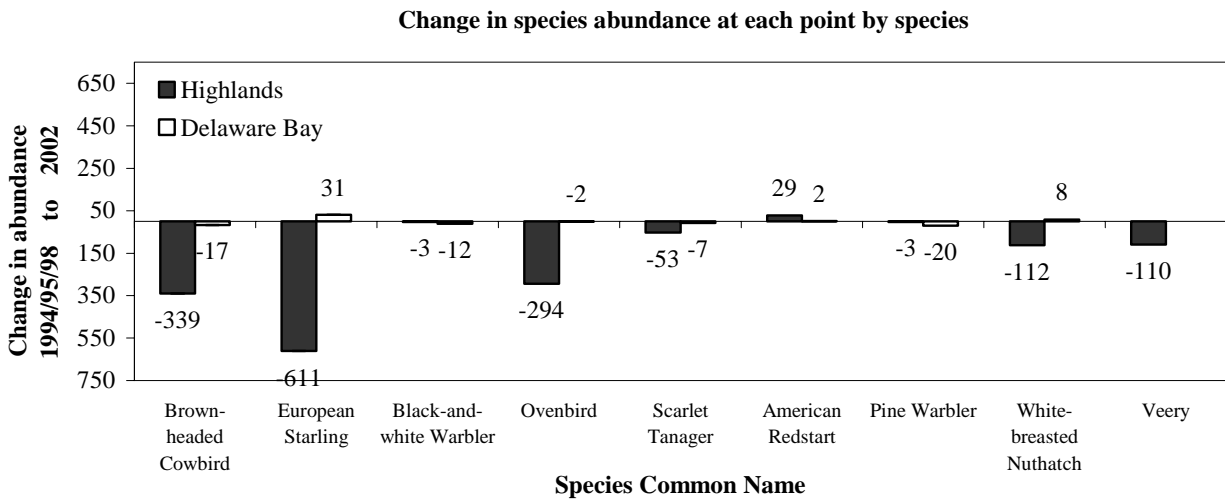 Change in species abundance at each point by species
Change in abundance
1994/95/98 to 2002
650
450
250
50
150
350
550
750
Highlands
Delaware Bay
-339
-17
-611
31
-3
-12
-294
-2
-53
-7
29
2
-3
-20
-112
8
-110
Brown-
headed
Cowbird
European
Starling
Black-and-
white Warbler
Ovenbird
Scarlet
Tanager
American
Redstart
Pine Warbler
White-
breasted
Nuthatch
Veery
Species Common Name